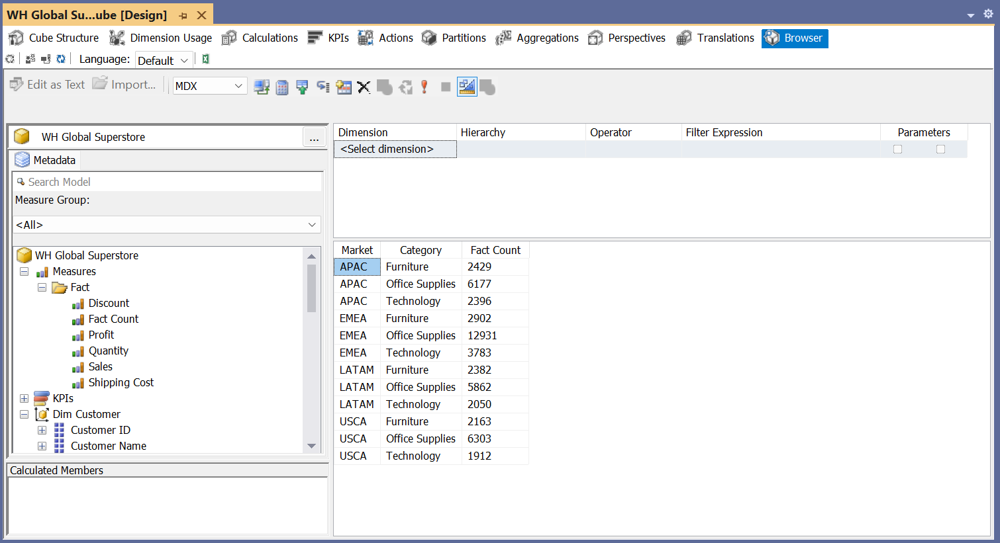 WH Global Su...ube [Design]
Cube Structure Dimension Usage Calculations KPIs Actions Partitions Aggregations Perspectives Translations Browser
Language: Default
Edit as Text Import... MDX
WH Global Superstore ...
Metadata
Search Model
Measure Group:
<All>
WH Global Superstore
Measures
Fact
Discount
Fact Count
Profit
Quantity
Sales
Shipping Cost
KPIs
Dim Customer
Customer ID
Customer Name
Calculated Members
Dimension Hierarchy Operator Filter Expression Parameters
<Select dimension>
Market Category Fact Count
APAC Furniture 2429
APAC Office Supplies 6177
APAC Technology 2396
EMEA Furniture 2902
EMEA Office Supplies 12931
EMEA Technology 3783
LATAM Furniture 2382
LATAM Office Supplies 5862
LATAM Technology 2050
USCA Furniture 2163
USCA Office Supplies 6303
USCA Technology 1912